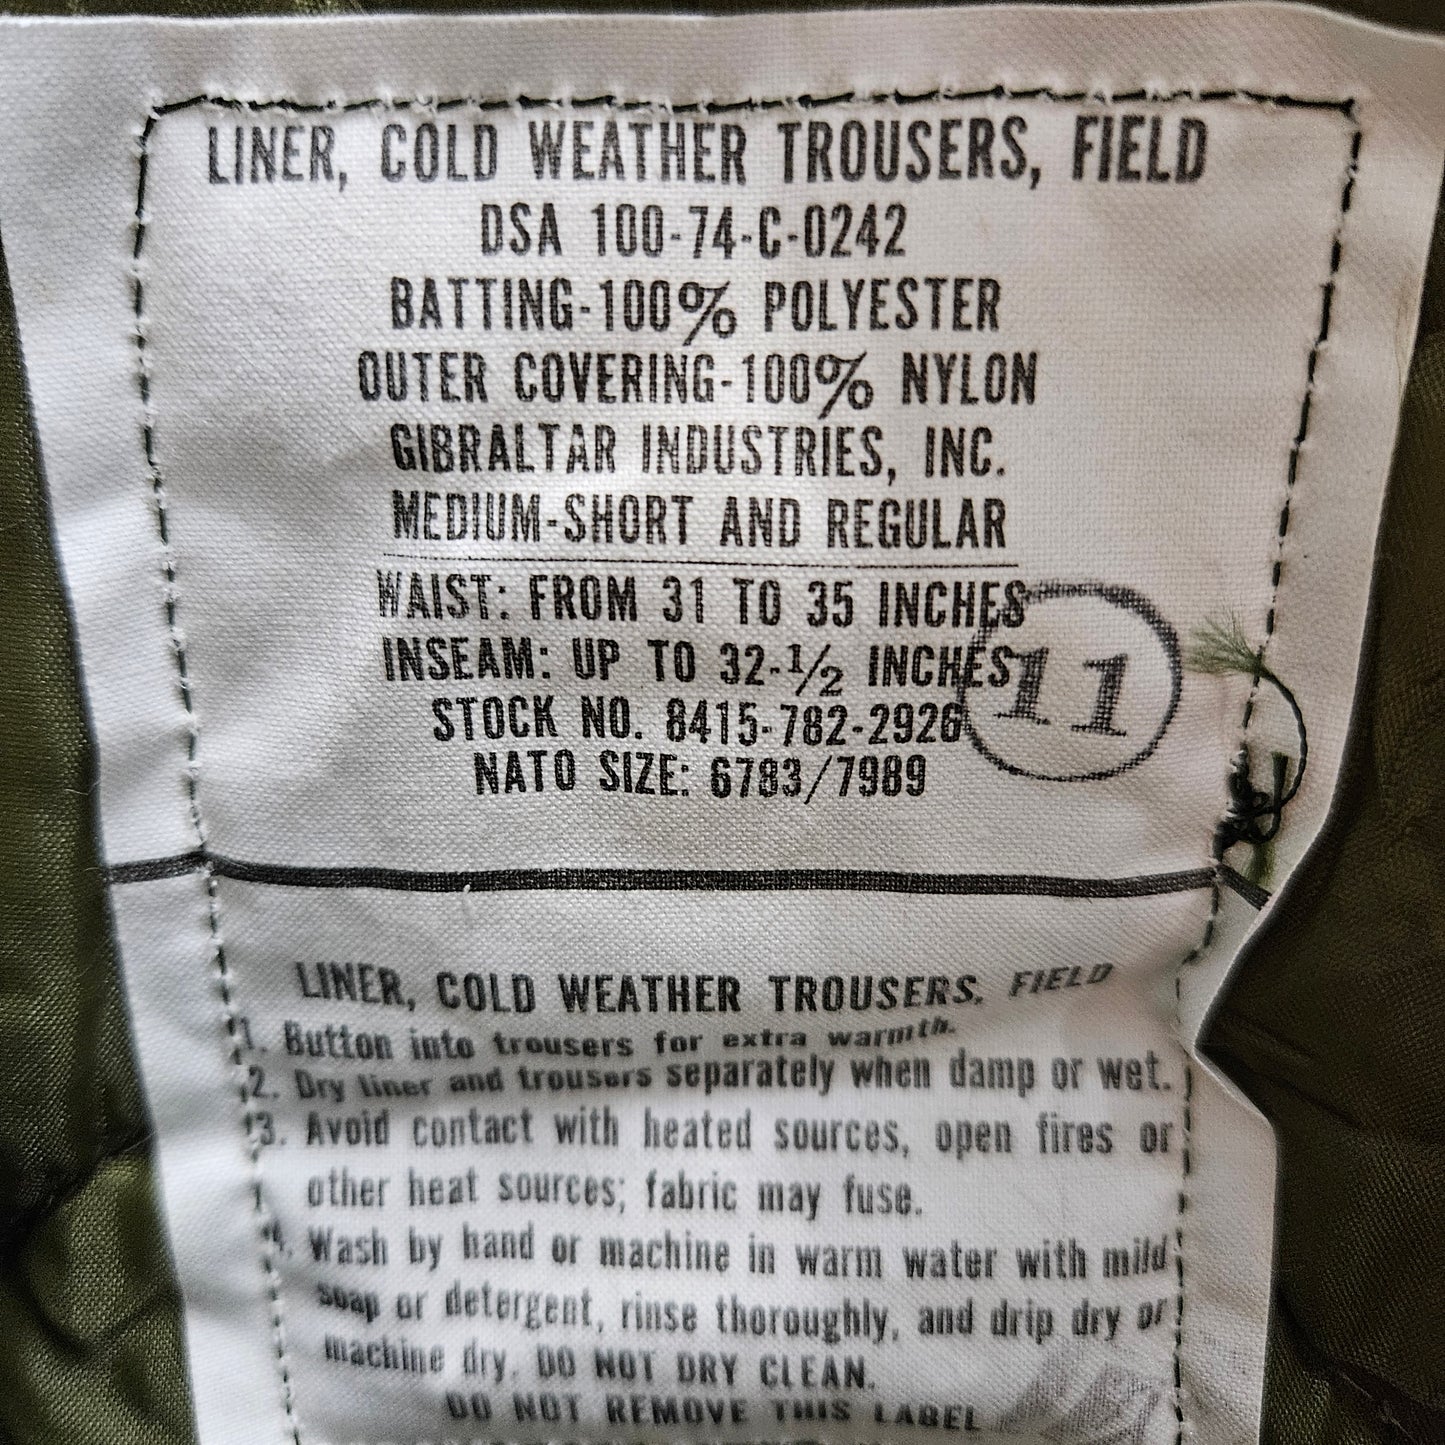 LINER, COLD WEATHER TROUSERS, FIELD
DSA 100-74-C-0242
BATTING-100% POLYESTER
OUTER COVERING-100% NYLON
GIBRALTAR INDUSTRIES, INC.
MEDIUM-SHORT AND REGULAR
WAIST: FROM 31 TO 35 INCHES
INSEAM: UP TO 32-1/2 INCHES
11
STOCK NO. 8415-782-2926
NATO SIZE: 6783/7989
LINER, COLD WEATHER TROUSERS, FIELD
1. Button into trousers for extra warmth.
2. Dry liner and trousers separately when damp or wet.
3. Avoid contact with heated sources, open fires or
other heat sources; fabric may fuse.
4. Wash by hand or machine in warm water with mild
soap or detergent, rinse thoroughly, and drip dry or
machine dry. DO NOT DRY CLEAN.
DO NOT REMOVE THIS LABEL